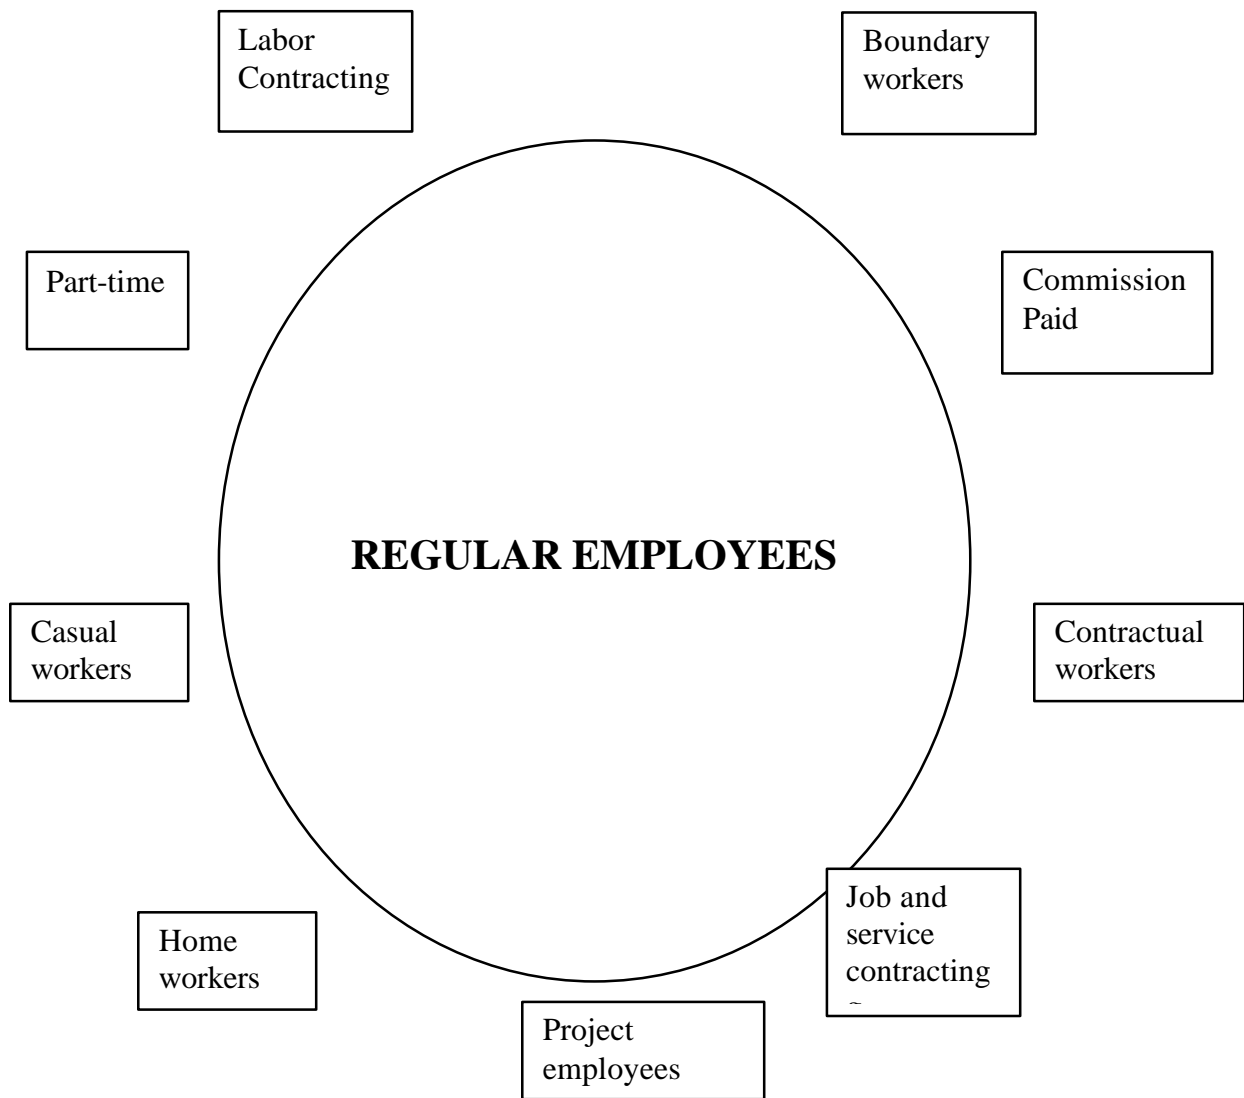 Labor
Contracting
Boundary
workers
Part-time
Commission
Paid
REGULAR EMPLOYEES
Casual
workers
Contractual
workers
Home
workers
Job and
service
contracting
Project
employees